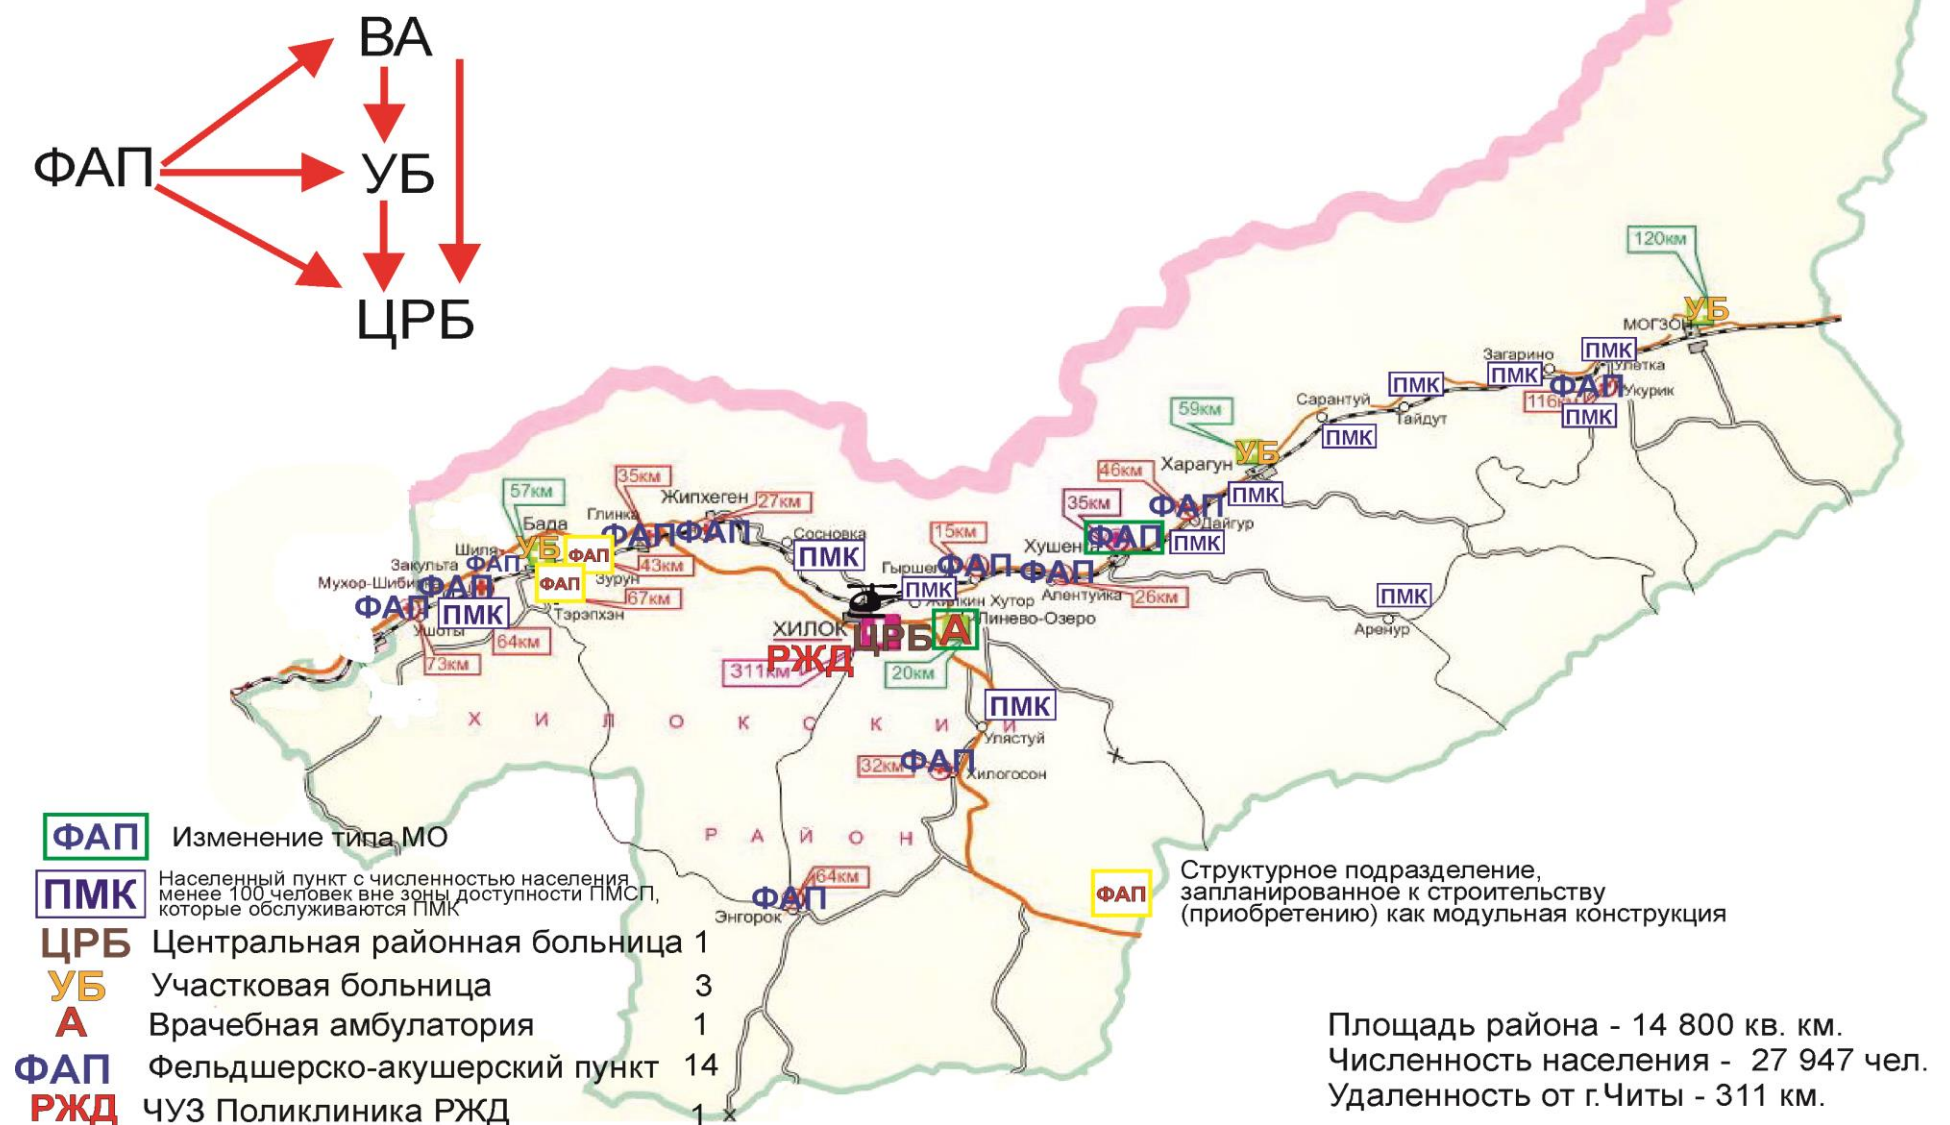 ВА
ФАП
УБ
ЦРБ
120км
УБ
МОГЗОН
ПМК
Загарино
Улетка
ПМК
ФАП
Укурик
116км
ПМК
ПМК
Сарантуй
Тайдут
ПМК
59км
УБ
Харагун
ПМК
46км
ФАП
Дайгур
ПМК
35км
ФАП
Хушенга
15км
ФАП
ФАП
Гыршелун
ПМК
Алентуйка
26км
Жипкин Хутор
Линево-Озеро
ПМК
Аренур
57км
Бада
УБ
ФАП
ФАП
35км
Глинка
ФАП
Жипхеген
27км
ФАП
Сосновка
ПМК
43км
Зурун
67км
Тэрэпхэн
Шиля
ФАП
Закульта
ФАП
Мухор-Шибирь
ФАП
ПМК
Ушоты
64км
73км
ХИЛОК
ЦРБ
А
РЖД
311км
20км
ПМК
Улястуй
ХИЛОКСКИЙ
ФАП
32км
Хилогосон
РАЙОН
64км
ФАП
Энгорок
ФАП Изменение типа МО
ПМК Населенный пункт с численностью населения
менее 100 человек вне зоны доступности ПМСП,
которые обслуживаются ПМК
ЦРБ Центральная районная больница 1
УБ Участковая больница 3
А Врачебная амбулатория 1
ФАП Фельдшерско-акушерский пункт 14
РЖД ЧУЗ Поликлиника РЖД 1
ФАП Структурное подразделение,
запланированное к строительству
(приобретению) как модульная конструкция
Площадь района - 14 800 кв. км.
Численность населения - 27 947 чел.
Удаленность от г.Читы - 311 км.